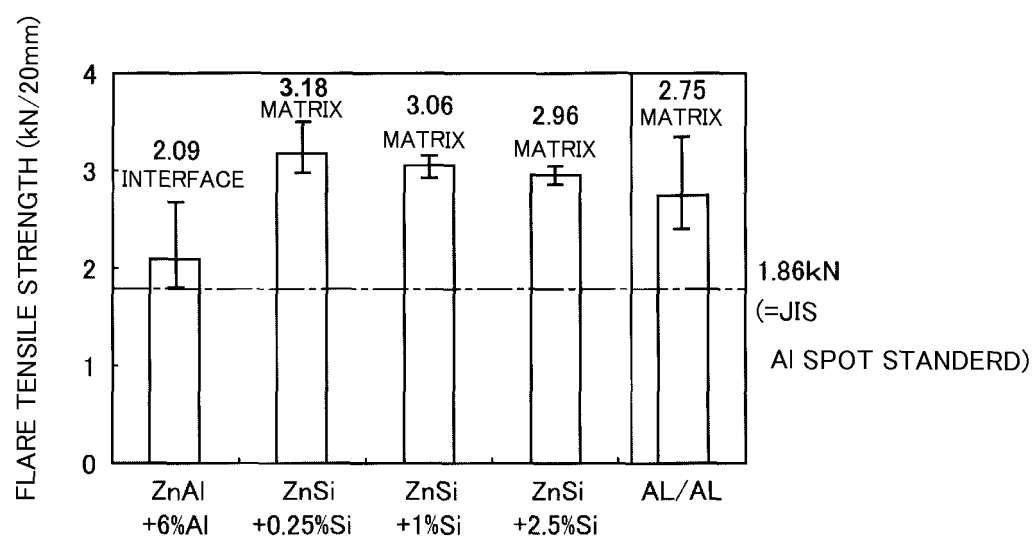 FLARE TENSILE STRENGTH (kN/20mm)
4
3
2
1
0
2.09
INTERFACE
3.18
MATRIX
3.06
MATRIX
2.96
MATRIX
2.75
MATRIX
1.86kN
(=JIS
Al SPOT STANDERD)
ZnAl
+6%Al
ZnSi
+0.25%Si
ZnSi
+1%Si
ZnSi
+2.5%Si
AL/AL